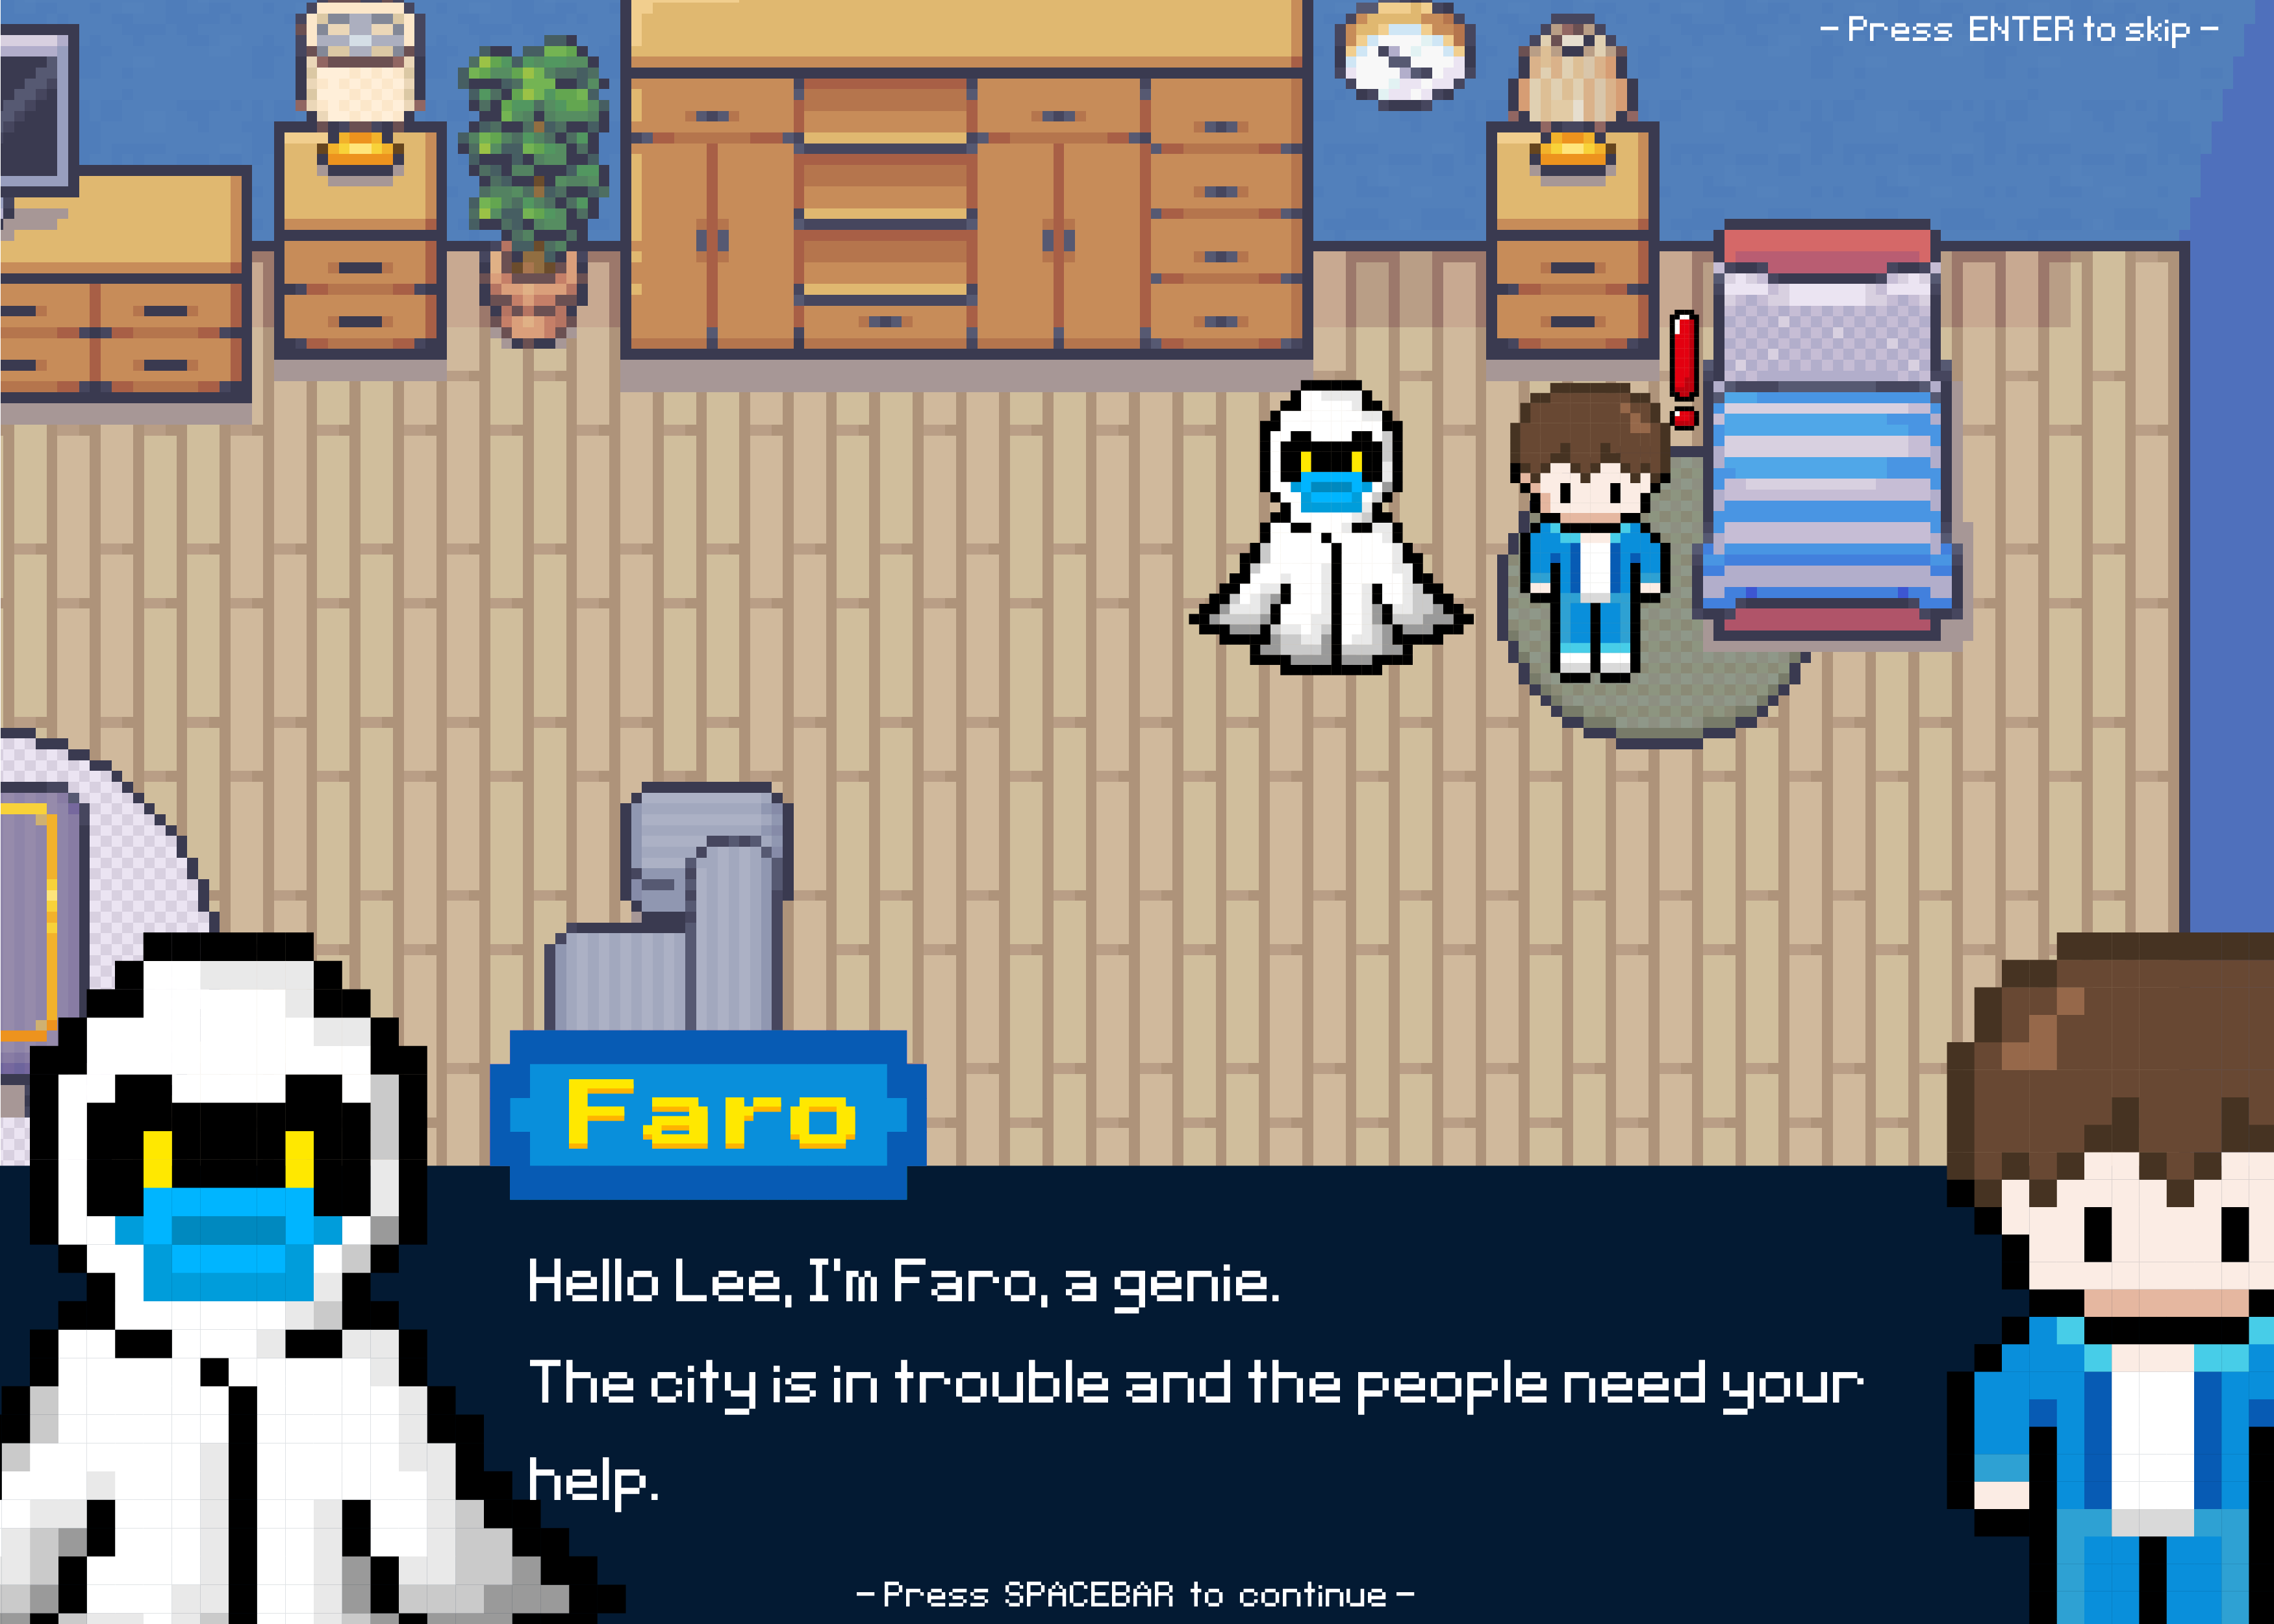 - Press ENTER to skip -
Faro
Hello Lee, I'm Faro, a genie.
The city is in trouble and the people need your
help.
- Press SPACEBAR to continue -